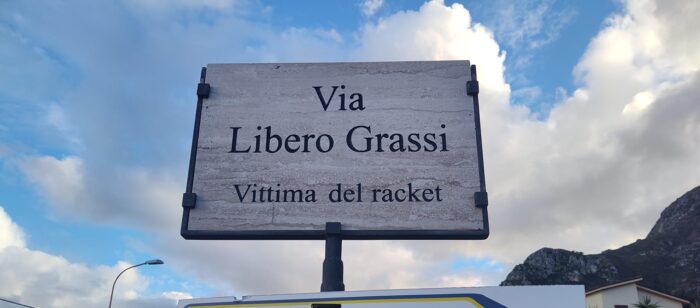 Via
Libero Grassi
Vittima del racket